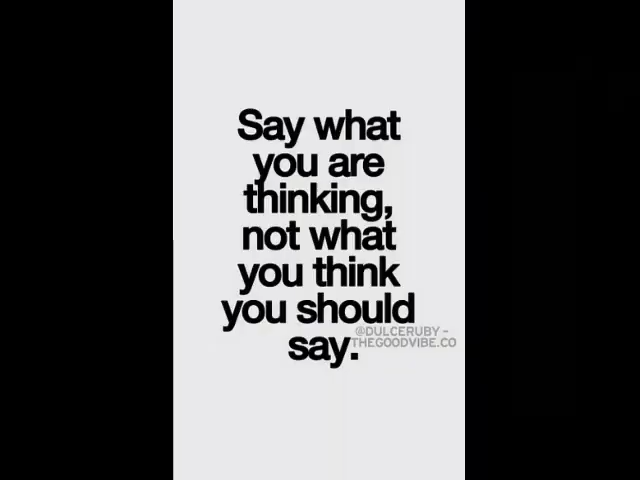 Say what
you are
thinking,
not what
you think
you should
say.
@DULCERUBY -
THEGOODVIBE.CO